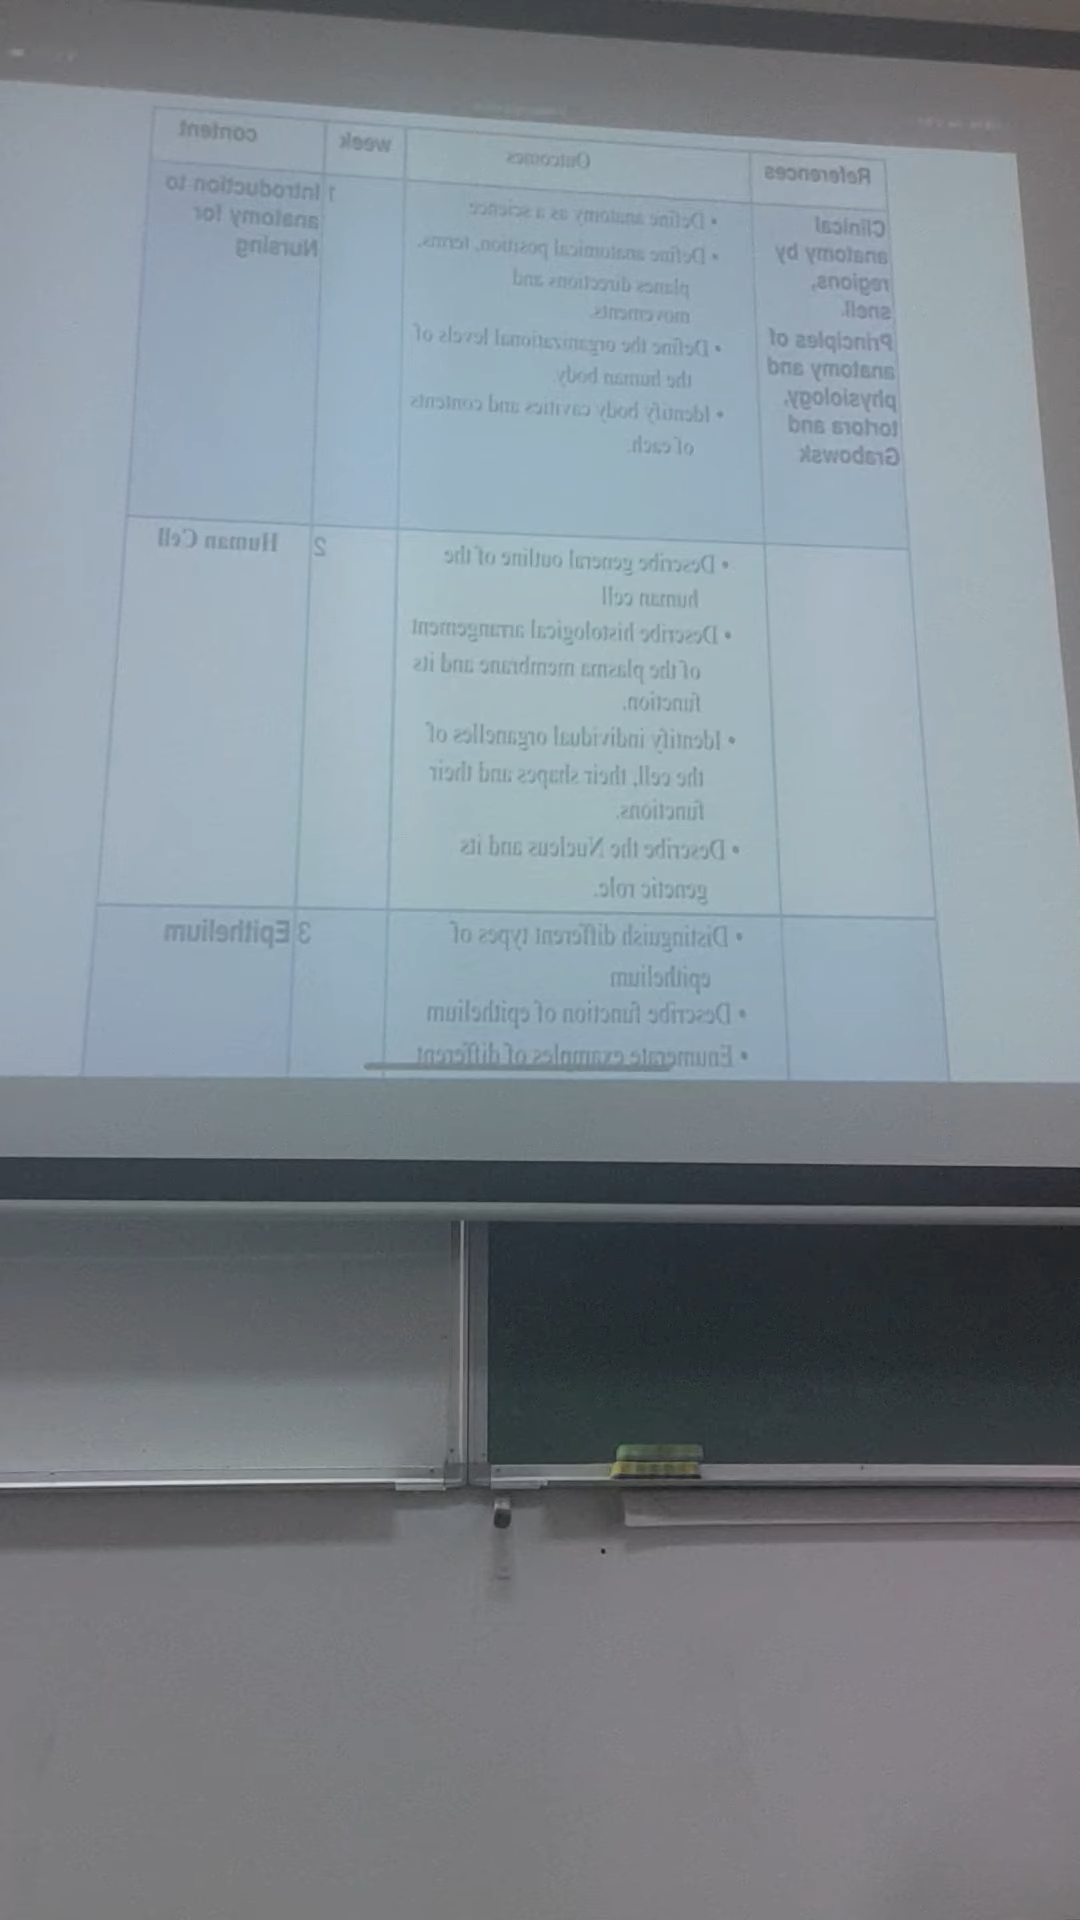 References
Outcomes
week
content
Clinical
anatomy by
regions,
snell.
Principles of
anatomy and
physiology,
tortora and
Grabowsk
• Define anatomy as a science
• Define anatomical position, terms,
planes directions and
movements.
• Define the organizational levels of
the human body
• Identify body cavities and contents
of each.
1
Introduction to
anatomy for
Nursing
• Describe general outline of the
human cell
• Describe histological arrangement
of the plasma membrane and its
function.
• Identify individual organelles of
the cell, their shapes and their
functions.
• Describe the Nucleus and its
genetic role.
2
Human Cell
• Distinguish different types of
epithelium
• Describe function of epithelium
• Enumerate examples of different
3
Epithelium